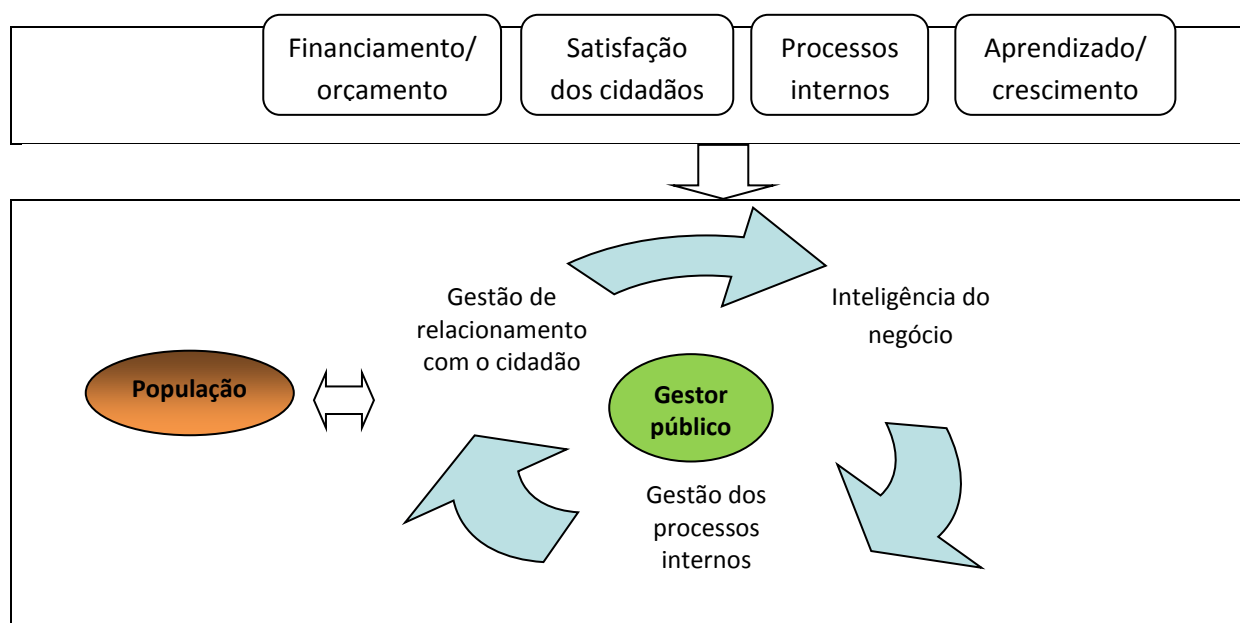 Financiamento/
orçamento
Satisfação
dos cidadãos
Processos
internos
Aprendizado/
crescimento
Gestão de
relacionamento
com o cidadão
Inteligência do
negócio
População
Gestor
público
Gestão dos
processos
internos